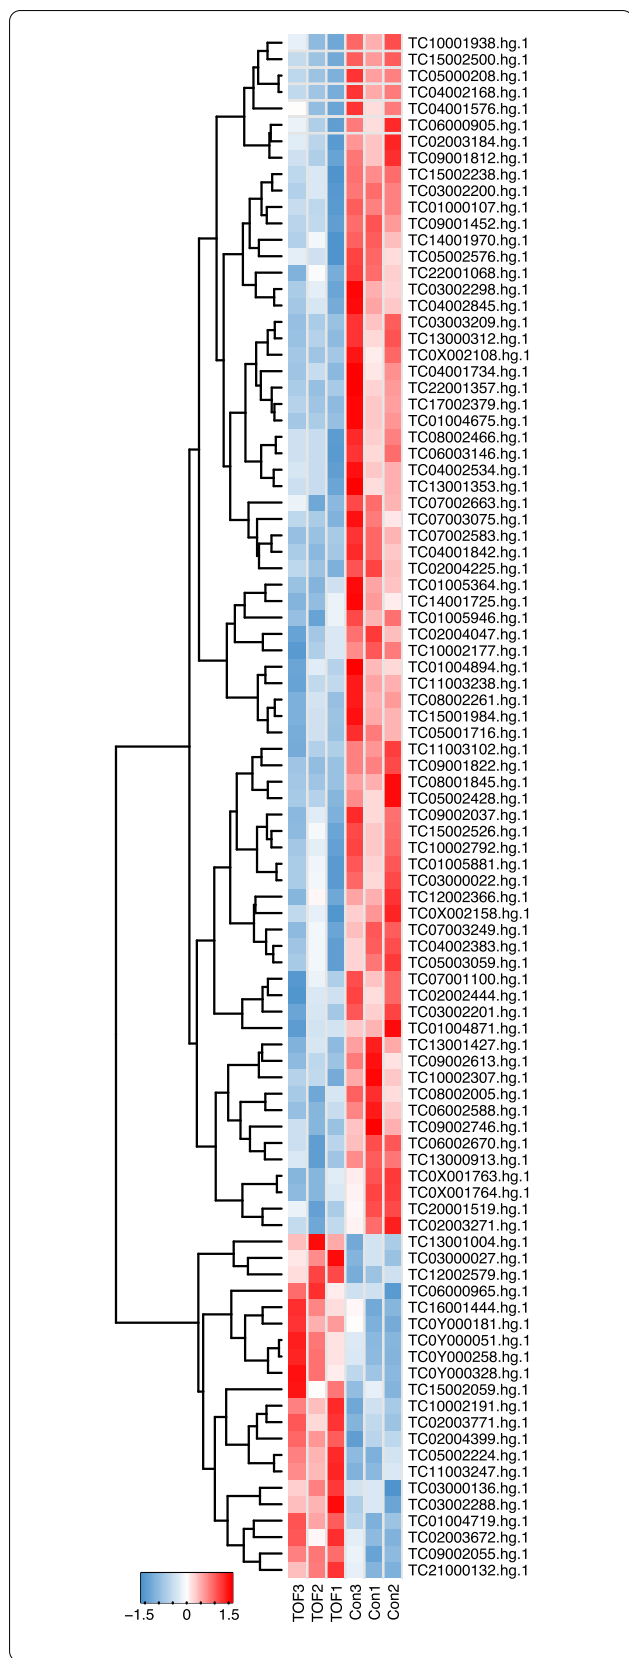 TC10001938.hg.1
TC15002500.hg.1
TC05000208.hg.1
TC04002168.hg.1
TC04001576.hg.1
TC06000905.hg.1
TC02003184.hg.1
TC09001812.hg.1
TC15002238.hg.1
TC03002200.hg.1
TC01000107.hg.1
TC09001452.hg.1
TC14001970.hg.1
TC05002576.hg.1
TC22001068.hg.1
TC03002298.hg.1
TC04002845.hg.1
TC03003209.hg.1
TC13000312.hg.1
TC0X002108.hg.1
TC04001734.hg.1
TC22001357.hg.1
TC17002379.hg.1
TC01004675.hg.1
TC08002466.hg.1
TC06003146.hg.1
TC04002534.hg.1
TC13001353.hg.1
TC07002663.hg.1
TC07003075.hg.1
TC07002583.hg.1
TC04001842.hg.1
TC02004225.hg.1
TC01005364.hg.1
TC14001725.hg.1
TC01005946.hg.1
TC02004047.hg.1
TC10002177.hg.1
TC01004894.hg.1
TC11003238.hg.1
TC08002261.hg.1
TC15001984.hg.1
TC05001716.hg.1
TC11003102.hg.1
TC09001822.hg.1
TC08001845.hg.1
TC05002428.hg.1
TC09002037.hg.1
TC15002526.hg.1
TC10002792.hg.1
TC01005881.hg.1
TC03000022.hg.1
TC12002366.hg.1
TC0X002158.hg.1
TC07003249.hg.1
TC04002383.hg.1
TC05003059.hg.1
TC07001100.hg.1
TC02002444.hg.1
TC03002201.hg.1
TC01004871.hg.1
TC13001427.hg.1
TC09002613.hg.1
TC10002307.hg.1
TC08002005.hg.1
TC06002588.hg.1
TC09002746.hg.1
TC06002670.hg.1
TC13000913.hg.1
TC0X001763.hg.1
TC0X001764.hg.1
TC20001519.hg.1
TC02003271.hg.1
TC13001004.hg.1
TC03000027.hg.1
TC12002579.hg.1
TC06000965.hg.1
TC16001444.hg.1
TC0Y000181.hg.1
TC0Y000051.hg.1
TC0Y000258.hg.1
TC0Y000328.hg.1
TC15002059.hg.1
TC10002191.hg.1
TC02003771.hg.1
TC02004399.hg.1
TC05002224.hg.1
TC11003247.hg.1
TC03000136.hg.1
TC03002288.hg.1
TC01004719.hg.1
TC02003672.hg.1
TC09002055.hg.1
TC21000132.hg.1
TOF3 TOF2 TOF1 Con3 Con1 Con2
−1.5 0 1.5